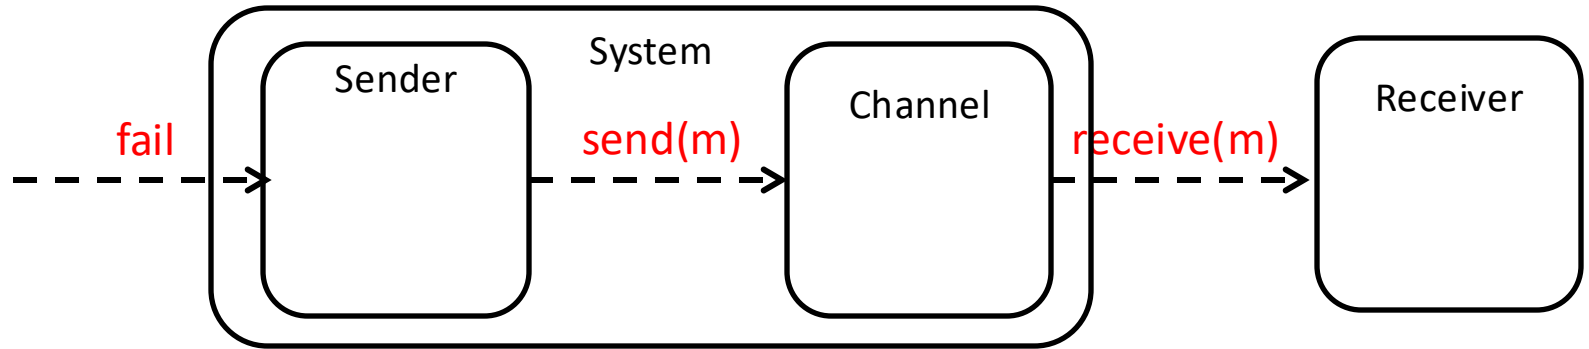 System
Sender
Channel
Receiver
fail
send(m)
receive(m)